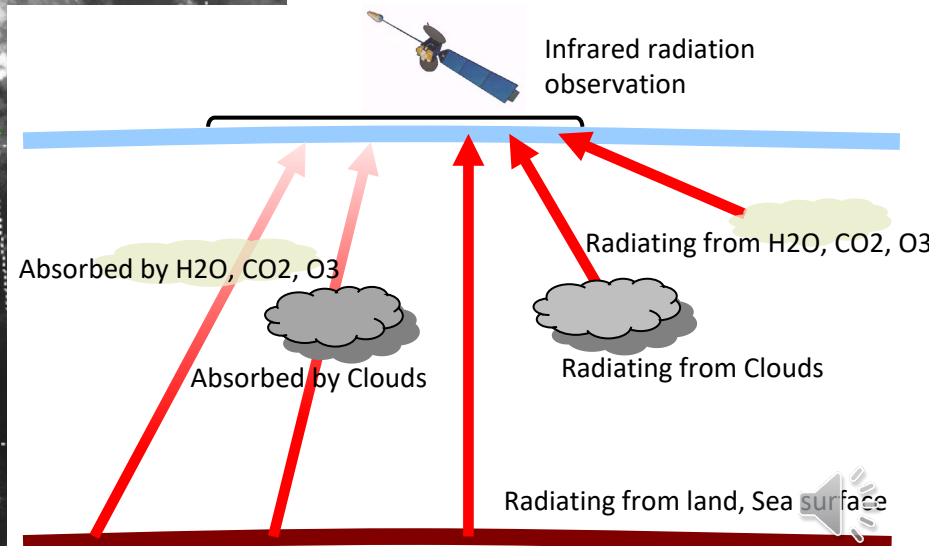 Infrared radiation
observation
Radiating from H2O, CO2, O3
Absorbed by H2O, CO2, O3
Radiating from Clouds
Absorbed by Clouds
Radiating from land, Sea surface